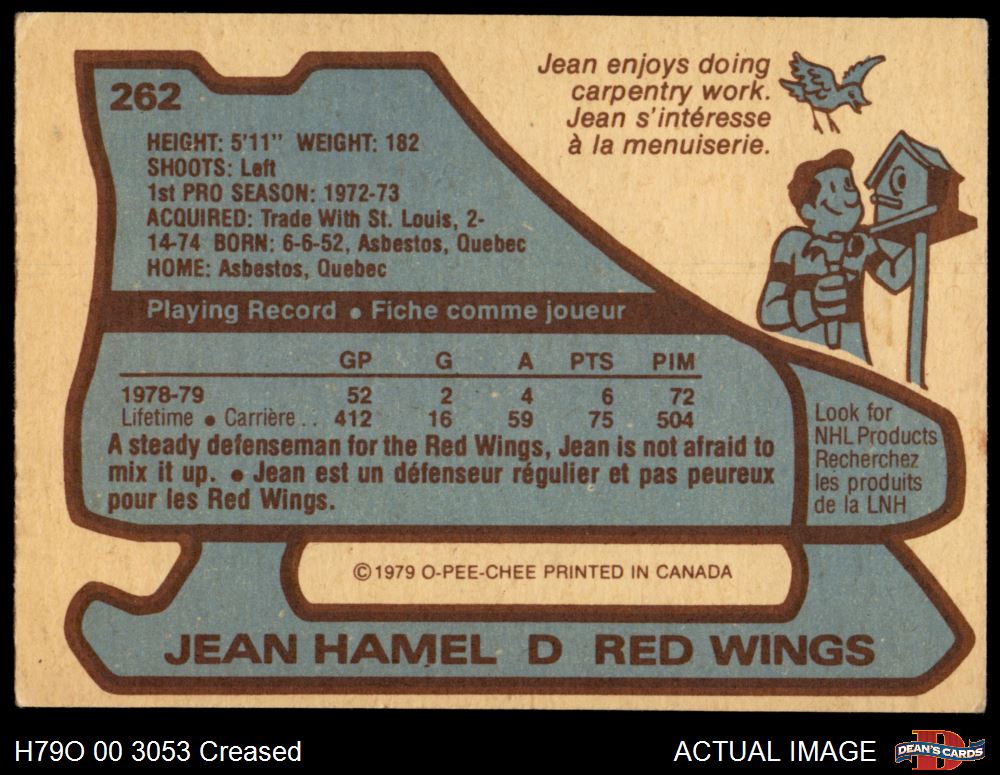 Jean enjoys doing
carpentry work.
Jean s'intéresse
à la menuiserie.
262
HEIGHT: 5'11" WEIGHT: 182
SHOOTS: Left
1st PRO SEASON: 1972-73
ACQUIRED: Trade With St. Louis, 2-
14-74 BORN: 6-6-52, Asbestos, Quebec
HOME: Asbestos, Quebec
Playing Record • Fiche comme joueur
GP G A PTS PIM
1978-79 52 2 4 6 72
Lifetime • Carrière .. 412 16 59 75 504
A steady defenseman for the Red Wings, Jean is not afraid to
mix it up. • Jean est un défenseur régulier et pas peureux
pour les Red Wings.
Look for
NHL Products
Recherchez
les produits
de la LNH
©1979 O-PEE-CHEE PRINTED IN CANADA
JEAN HAMEL D RED WINGS
H79O 00 3053 Creased
ACTUAL IMAGE
D
DEAN'S CARDS